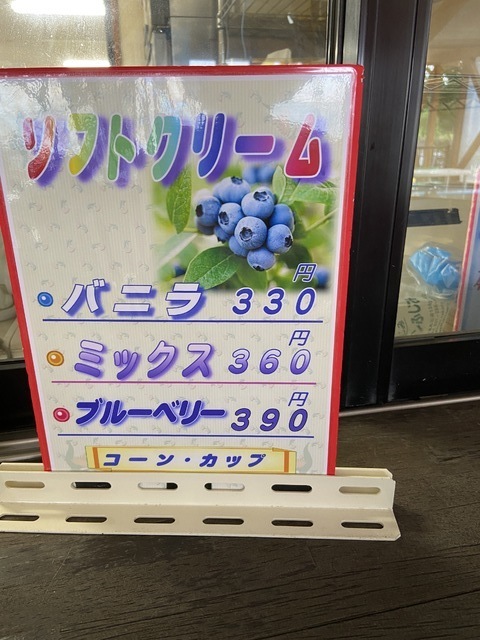 ソフトクリーム
バニラ 330円
ミックス 360円
ブルーベリー 390円
コーン・カップ